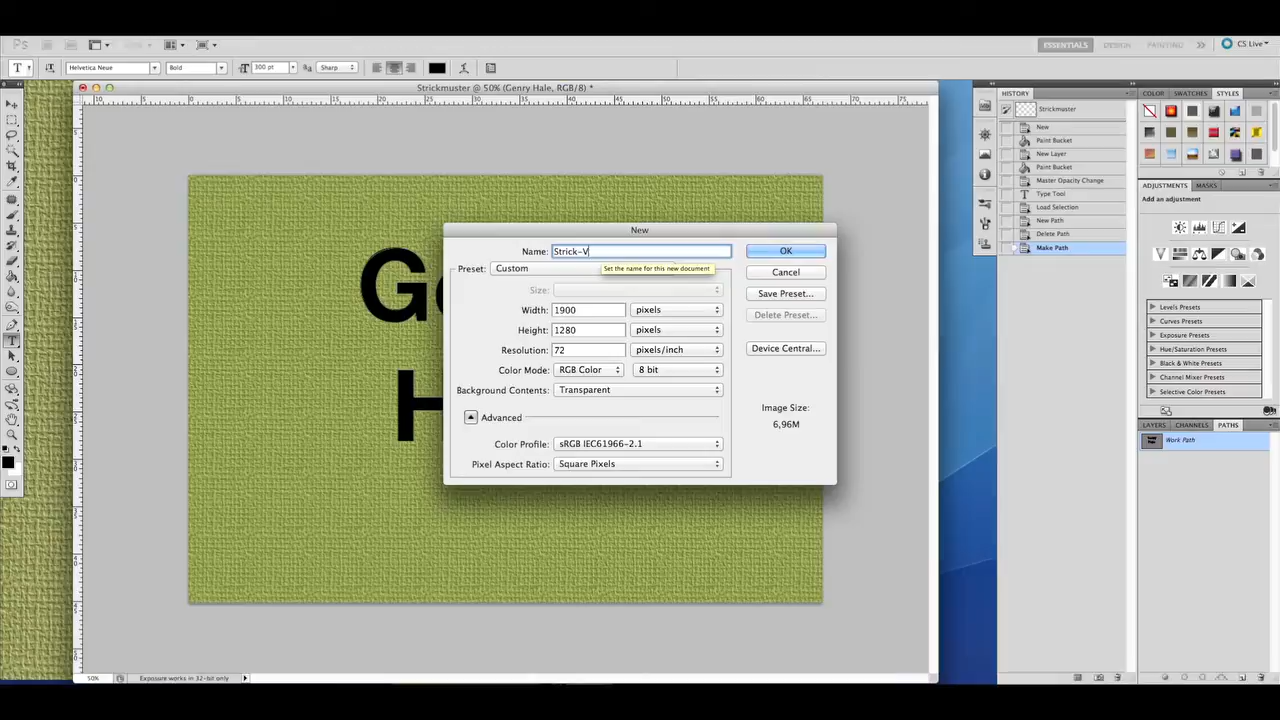 Ps
ESSENTIALS DESIGN PAINTING CS Live
T Helvetica Neue Bold 300 pt Sharp
Strickmuster @ 50% (Genry Hale, RGB/8) *
HISTORY
Strickmuster
New
Paint Bucket
New Layer
Paint Bucket
Master Opacity Change
Type Tool
Load Selection
New Path
Delete Path
Make Path
COLOR SWATCHES STYLES
ADJUSTMENTS MASKS
Add an adjustment
Levels Presets
Curves Presets
Exposure Presets
Hue/Saturation Presets
Black & White Presets
Channel Mixer Presets
Selective Color Presets
LAYERS CHANNELS PATHS
Work Path
New
Name: Strick-V
OK
Set the name for this new document
Preset: Custom
Cancel
Size:
Save Preset...
Width: 1900 pixels
Delete Preset...
Height: 1280 pixels
Resolution: 72 pixels/inch
Device Central...
Color Mode: RGB Color 8 bit
Background Contents: Transparent
Image Size:
6,96M
Advanced
Color Profile: sRGB IEC61966-2.1
Pixel Aspect Ratio: Square Pixels
G
H
50% Exposure works in 32-bit only